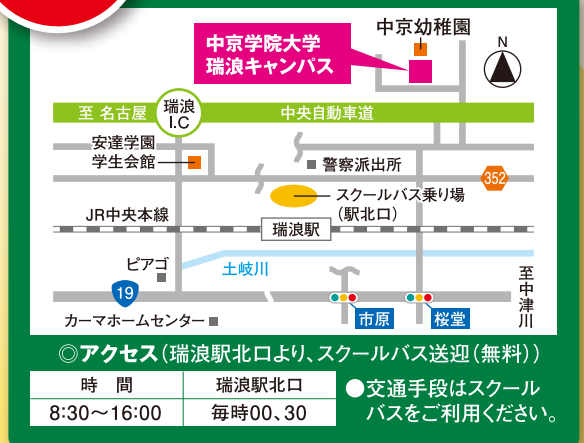 中京幼稚園
中京学院大学
瑞浪キャンパス
N
至 名古屋
瑞浪
I.C
中央自動車道
安達学園
学生会館
警察派出所
352
スクールバス乗り場
(駅北口)
JR中央本線
瑞浪駅
ピアゴ
土岐川
至中津川
19
市原
桜堂
カーマホームセンター
◎アクセス(瑞浪駅北口より、スクールバス送迎(無料))
時 間
瑞浪駅北口
8:30〜16:00
毎時00、30
●交通手段はスクール
バスをご利用ください。